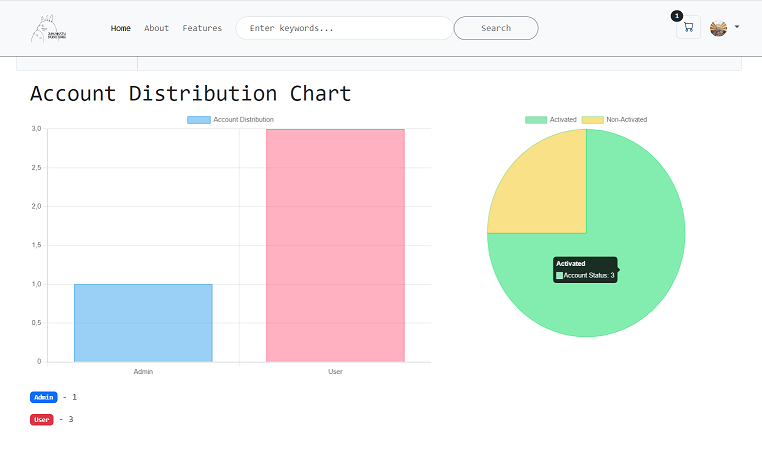 1
Home About Features Enter keywords... Search
Account Distribution Chart
Account Distribution
3,0
2,5
2,0
1,5
1,0
0,5
0
Admin User
Activated Non-Activated
Activated
Account Status: 3
Admin - 1
User - 3